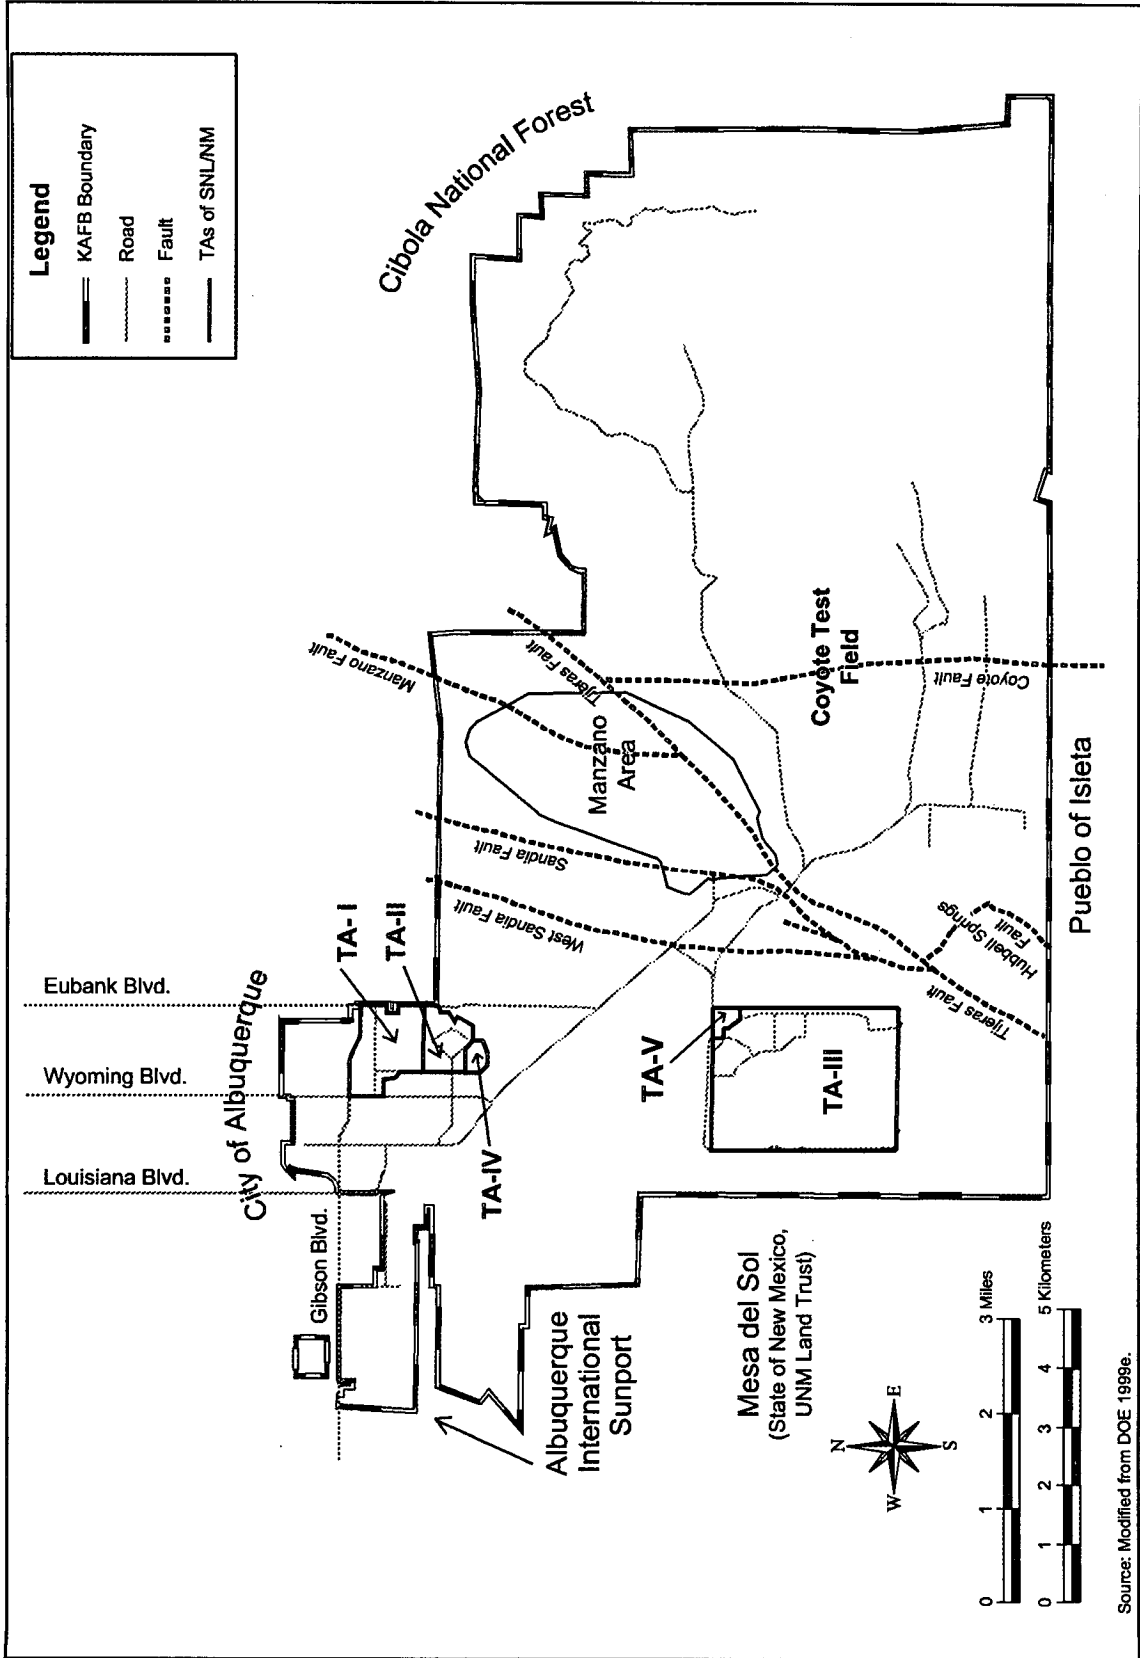 Legend
KAFB Boundary
Road
Fault
TAs of SNL/NM
Cibola National Forest
Eubank Blvd.
Wyoming Blvd.
Louisiana Blvd.
City of Albuquerque
Gibson Blvd.
TA-I
TA-II
TA-IV
Albuquerque
International
Sunport
Manzano Fault
Tijeras
Fault
Sandia Fault
West Sandia Fault
Manzano
Area
Coyote Test
Field
Coyote Fault
TA-V
TA-III
Hubbell Springs
Fault
Tijeras
Fault
Pueblo of Isleta
Mesa del Sol
(State of New Mexico,
UNM Land Trust)
N
W
E
S
0 1 2 3 Miles
0 1 2 3 4 5 Kilometers
Source: Modified from DOE 1999e.